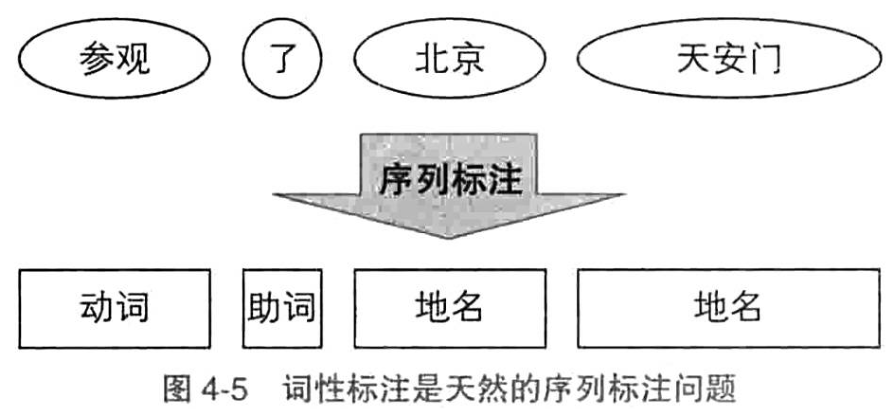 参观 了 北京 天安门
序列标注
动词 助词 地名 地名
图 4-5 词性标注是天然的序列标注问题